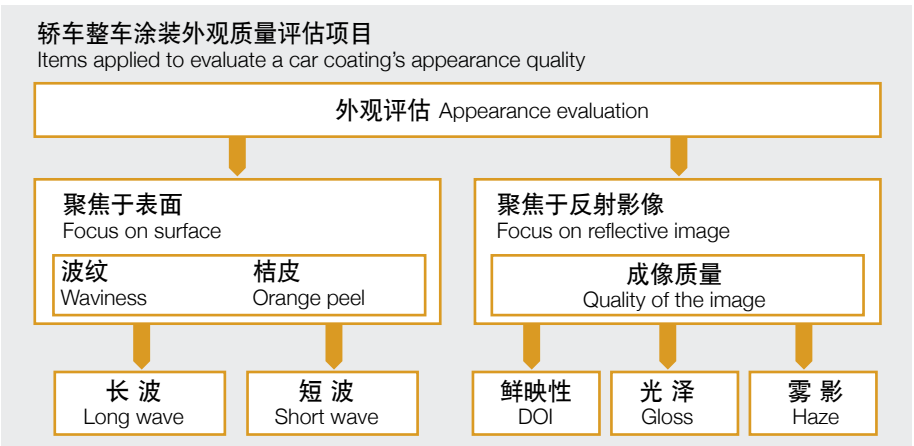 轿车整车涂装外观质量评估项目
Items applied to evaluate a car coating's appearance quality
外观评估 Appearance evaluation
聚焦于表面
Focus on surface
波纹 桔皮
Waviness Orange peel
聚焦于反射影像
Focus on reflective image
成像质量
Quality of the image
长 波
Long wave
短 波
Short wave
鲜映性
DOI
光 泽
Gloss
雾 影
Haze